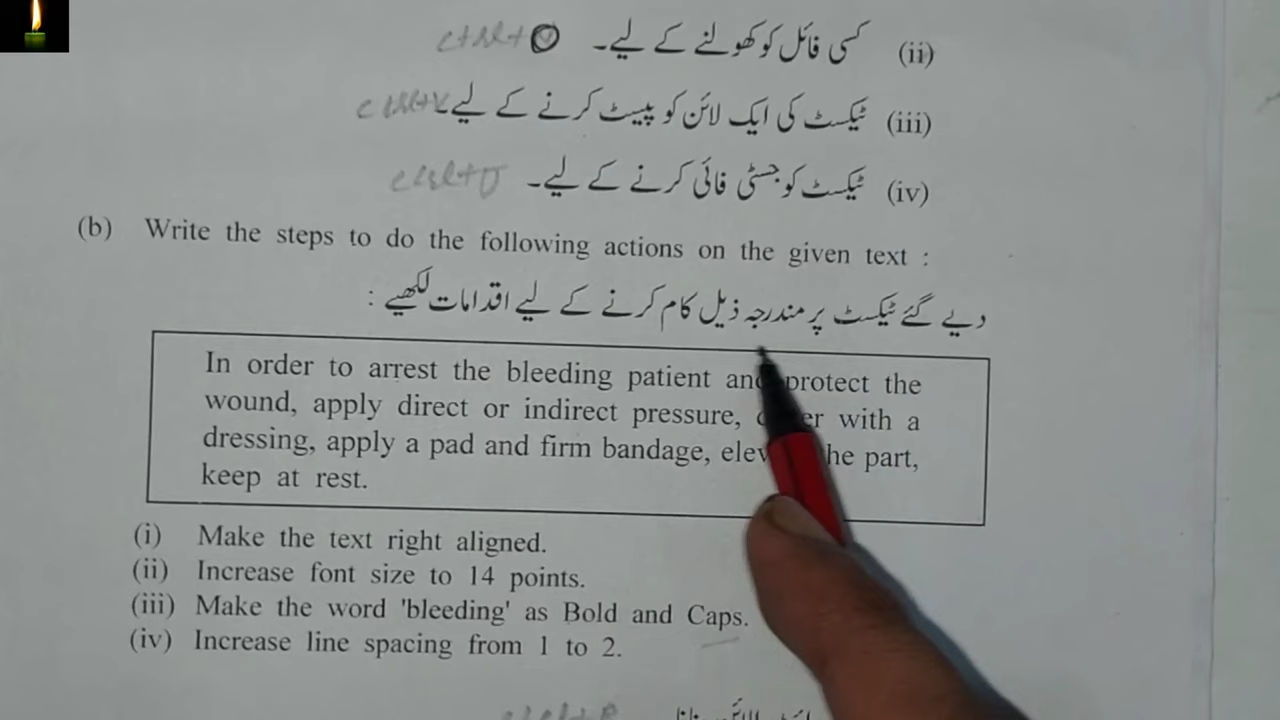 (ii) کسی فائل کو کھولنے کے لیے۔
(iii) ٹیکسٹ کی ایک لائن کو پیسٹ کرنے کے لیے۔
(iv) ٹیکسٹ کو جسٹی فائی کرنے کے لیے۔
(b) Write the steps to do the following actions on the given text :
دیے گئے ٹیکسٹ پر مندرجہ ذیل کام کرنے کے لیے اقدامات لکھیے :
In order to arrest the bleeding patient and protect the
wound, apply direct or indirect pressure, with a
dressing, apply a pad and firm bandage, the part,
keep at rest.
(i) Make the text right aligned.
(ii) Increase font size to 14 points.
(iii) Make the word 'bleeding' as Bold and Caps.
(iv) Increase line spacing from 1 to 2.